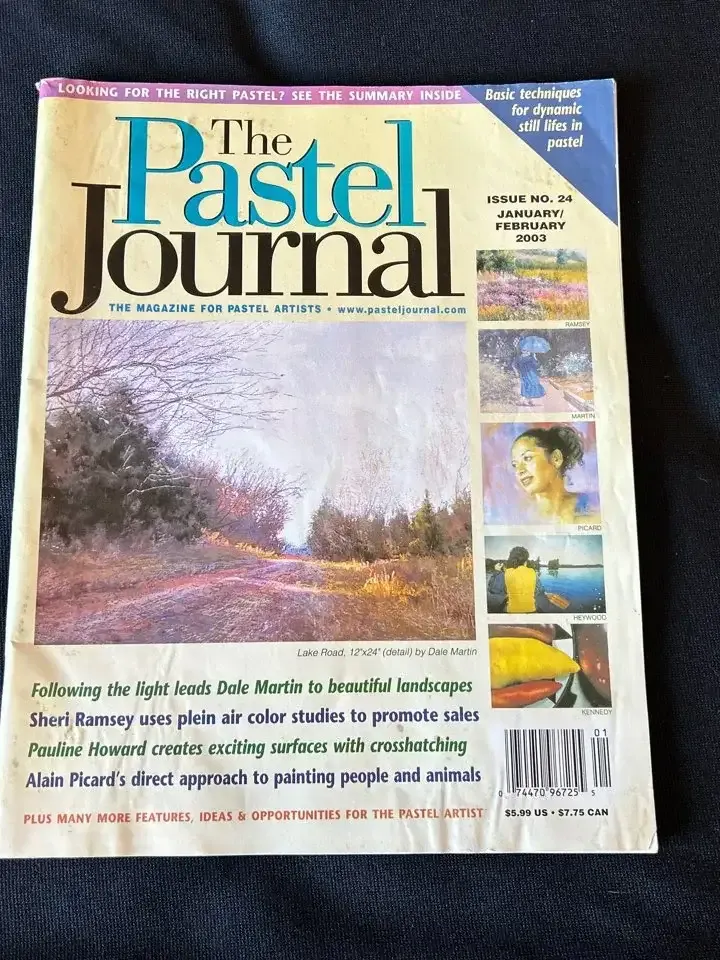 LOOKING FOR THE RIGHT PASTEL? SEE THE SUMMARY INSIDE
Basic techniques
for dynamic
still lifes in
pastel
The
Pastel
Journal
THE MAGAZINE FOR PASTEL ARTISTS • www.pasteljournal.com
ISSUE NO. 24
JANUARY/
FEBRUARY
2003
RAMSEY
MARTIN
PICARD
HEYWOOD
KENNEDY
Lake Road, 12"x24" (detail) by Dale Martin
Following the light leads Dale Martin to beautiful landscapes
Sheri Ramsey uses plein air color studies to promote sales
Pauline Howard creates exciting surfaces with crosshatching
Alain Picard's direct approach to painting people and animals
PLUS MANY MORE FEATURES, IDEAS & OPPORTUNITIES FOR THE PASTEL ARTIST
01
0 74470 96725 5
$5.99 US • $7.75 CAN